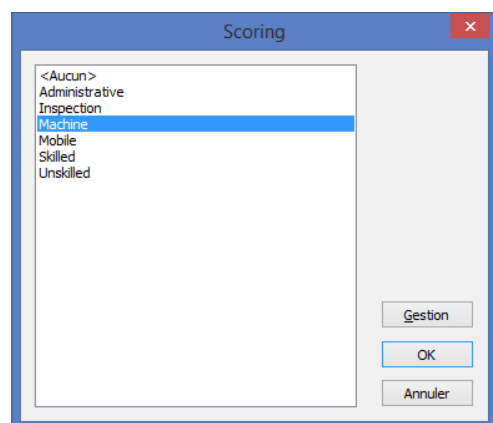 Scoring
<Aucun>
Administrative
Inspection
Machine
Mobile
Skilled
Unskilled
Gestion
OK
Annuler